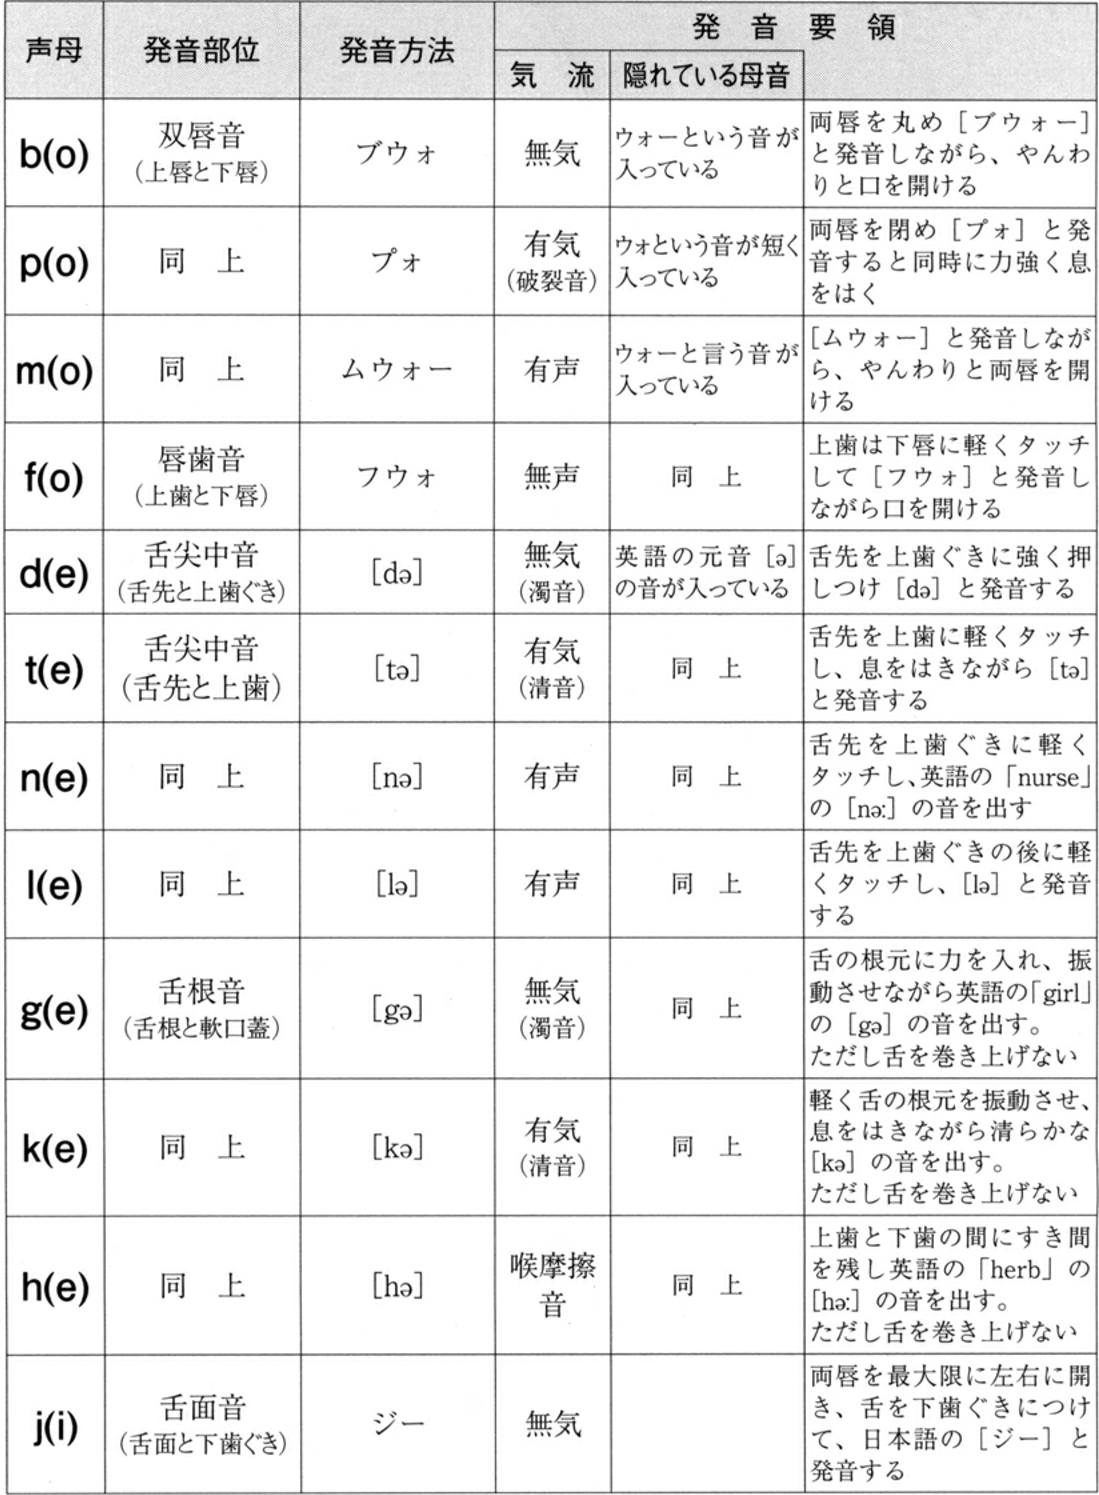 声母 発音部位 発音方法 発音要領
気流 隠れている母音
b(o) 双唇音 ブウォ 無気 ウォーという音が 両唇を丸め［ブウォー］
(上唇と下唇) 入っている と発音しながら、やんわ
りと口を開ける
p(o) 同上 プォ 有気 ウォという音が短く 両唇を閉め［プォ］と発
(破裂音) 入っている 音すると同時に力強く息
をはく
m(o) 同上 ムウォー 有声 ウォーと言う音が ［ムウォー］と発音しなが
入っている ら、やんわりと両唇を開
ける
f(o) 唇歯音 フウォ 無声 同上 上歯は下唇に軽くタッチ
(上歯と下唇) して［フウォ］と発音し
ながら口を開ける
d(e) 舌尖中音 [də] 無気 英語の元音［ə］ 舌先を上歯ぐきに強く押
(舌先と上歯ぐき) (濁音) の音が入っている しつけ［də］と発音する
t(e) 舌尖中音 [tə] 有気 同上 舌先を上歯に軽くタッチ
(舌先と上歯) (清音) し、息をはきながら［tə］
と発音する
n(e) 同上 [nə] 有声 同上 舌先を上歯ぐきに軽く
タッチし、英語の「nurse」
の［nə:］の音を出す
l(e) 同上 [lə] 有声 同上 舌先を上歯ぐきの後に軽
くタッチし、[lə］と発音
する
g(e) 舌根音 [gə] 無気 同上 舌の根元に力を入れ、振
(舌根と軟口蓋) (濁音) 動させながら英語の「girl」
の［gə］の音を出す。
ただし舌を巻き上げない
k(e) 同上 [kə] 有気 同上 軽く舌の根元を振動させ、
(清音) 息をはきながら清らかな
[kə］の音を出す。
ただし舌を巻き上げない
h(e) 同上 [hə] 喉摩擦 同上 上歯と下歯の間にすき間
音 を残し英語の「herb」の
[hə:］の音を出す。
ただし舌を巻き上げない
j(i) 舌面音 ジー 無気 両唇を最大限に左右に開
(舌面と下歯ぐき) き、舌を下歯ぐきにつけ
て、日本語の［ジー］と
発音する